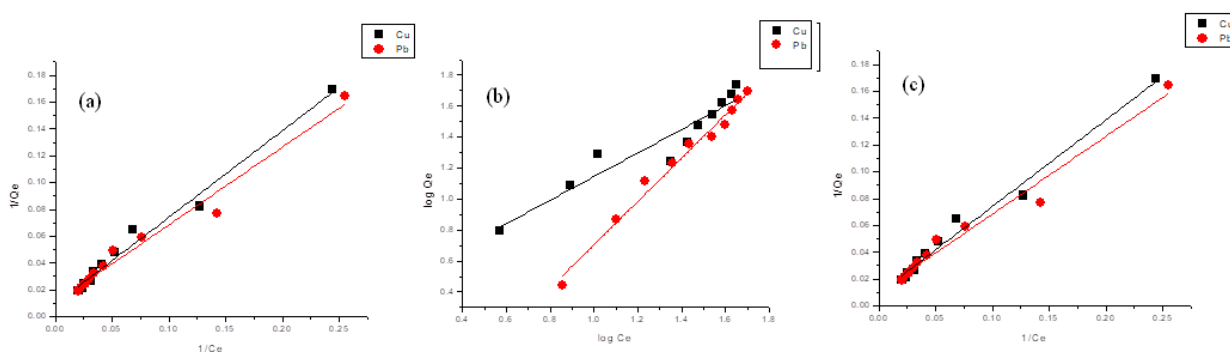 Cu
Pb
(a)
1/Qe
0.18
0.16
0.14
0.12
0.10
0.08
0.06
0.04
0.02
0.00
0.00 0.05 0.10 0.15 0.20 0.25
1/Ce
Cu
Pb
(b)
log Qe
1.8
1.6
1.4
1.2
1.0
0.8
0.6
0.4
0.4 0.6 0.8 1.0 1.2 1.4 1.6 1.8
log Ce
Cu
Pb
(c)
1/Qe
0.18
0.16
0.14
0.12
0.10
0.08
0.06
0.04
0.02
0.00
0.00 0.05 0.10 0.15 0.20 0.25
1/Ce